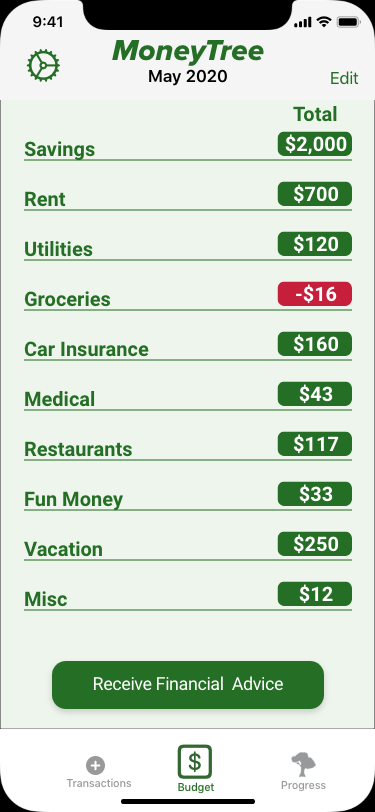 9:41
MoneyTree
May 2020
Edit
Total
Savings $2,000
Rent $700
Utilities $120
Groceries -$16
Car Insurance $160
Medical $43
Restaurants $117
Fun Money $33
Vacation $250
Misc $12
Receive Financial Advice
$
Transactions Budget Progress